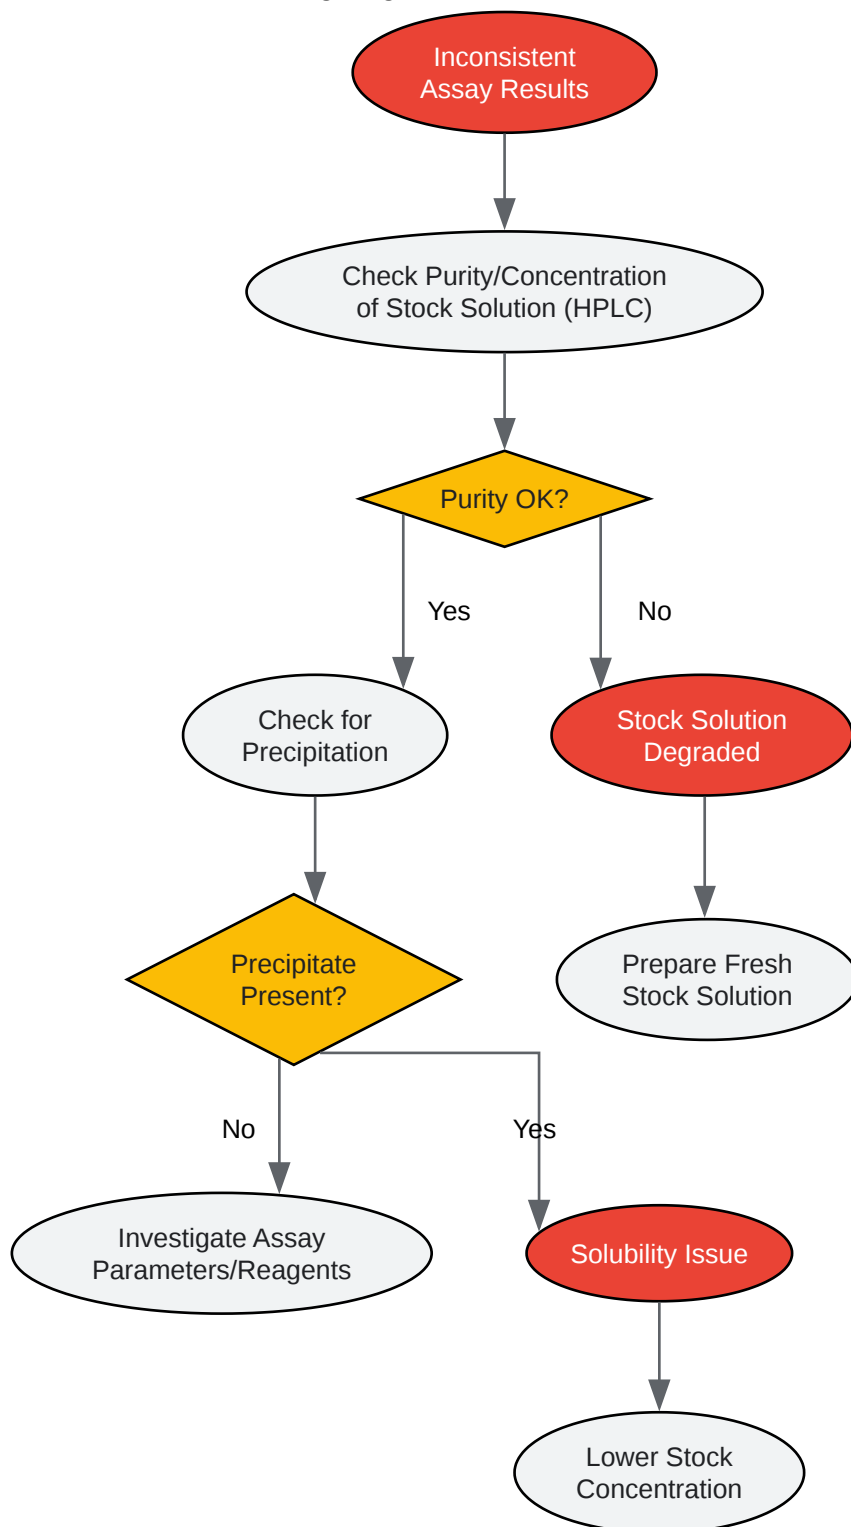 Inconsistent
Assay Results
Check Purity/Concentration
of Stock Solution (HPLC)
Purity OK?
Yes
No
Check for
Precipitation
Stock Solution
Degraded
Precipitate
Present?
Prepare Fresh
Stock Solution
No
Yes
Investigate Assay
Parameters/Reagents
Solubility Issue
Lower Stock
Concentration